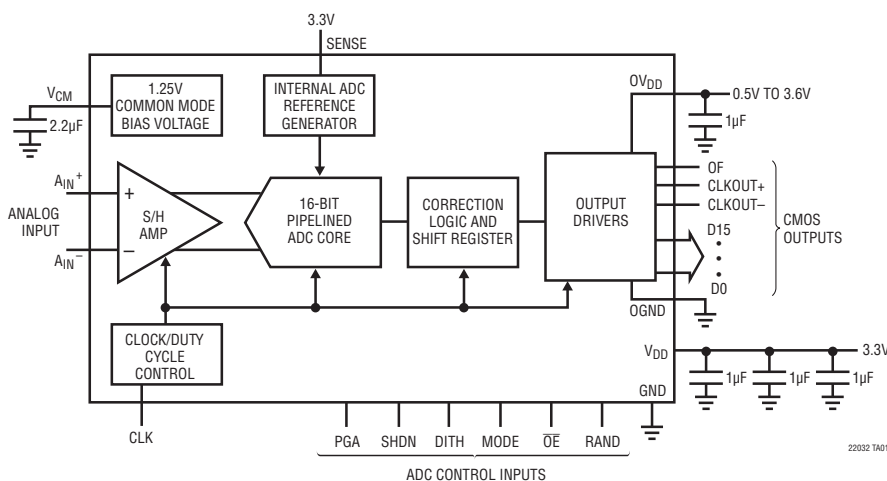 3.3V
SENSE
VCM
2.2µF
1.25V
COMMON MODE
BIAS VOLTAGE
INTERNAL ADC
REFERENCE
GENERATOR
OVDD
0.5V TO 3.6V
1µF
AIN+
ANALOG
INPUT
AIN−
+
−
S/H
AMP
16-BIT
PIPELINED
ADC CORE
CORRECTION
LOGIC AND
SHIFT REGISTER
OUTPUT
DRIVERS
OF
CLKOUT+
CLKOUT−
D15
•
•
•
D0
CMOS
OUTPUTS
OGND
CLOCK/DUTY
CYCLE
CONTROL
VDD
3.3V
1µF
1µF
1µF
GND
CLK
PGA
SHDN
DITH
MODE
O̅E̅
RAND
ADC CONTROL INPUTS
22032 TA01